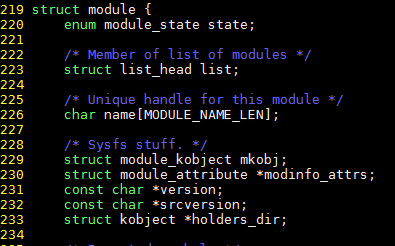 219 struct module {
220     enum module_state state;
221
222     /* Member of list of modules */
223     struct list_head list;
224
225     /* Unique handle for this module */
226     char name[MODULE_NAME_LEN];
227
228     /* Sysfs stuff. */
229     struct module_kobject mkobj;
230     struct module_attribute *modinfo_attrs;
231     const char *version;
232     const char *srcversion;
233     struct kobject *holders_dir;
234